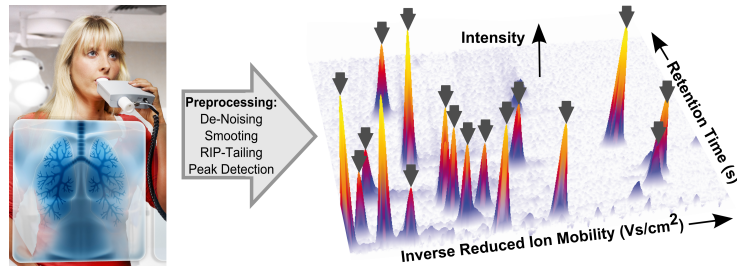 Preprocessing:
De-Noising
Smooting
RIP-Tailing
Peak Detection
Intensity
Retention Time (s)
Inverse Reduced Ion Mobility (Vs/cm²)